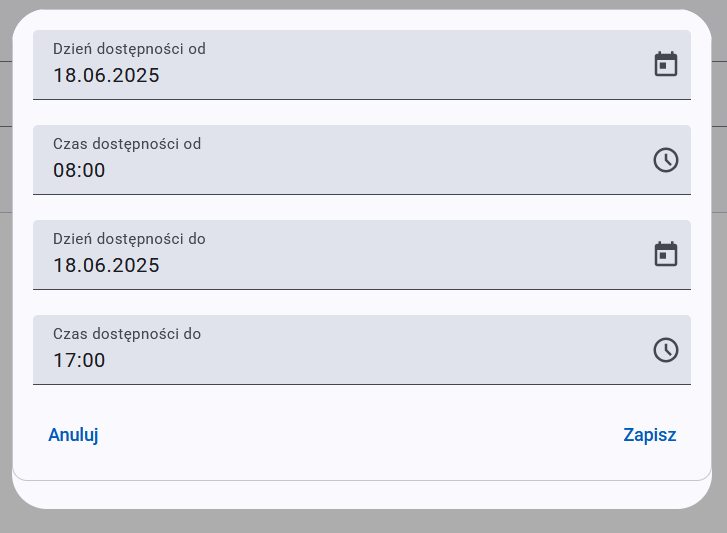 Dzień dostępności od
18.06.2025
Czas dostępności od
08:00
Dzień dostępności do
18.06.2025
Czas dostępności do
17:00
Anuluj
Zapisz